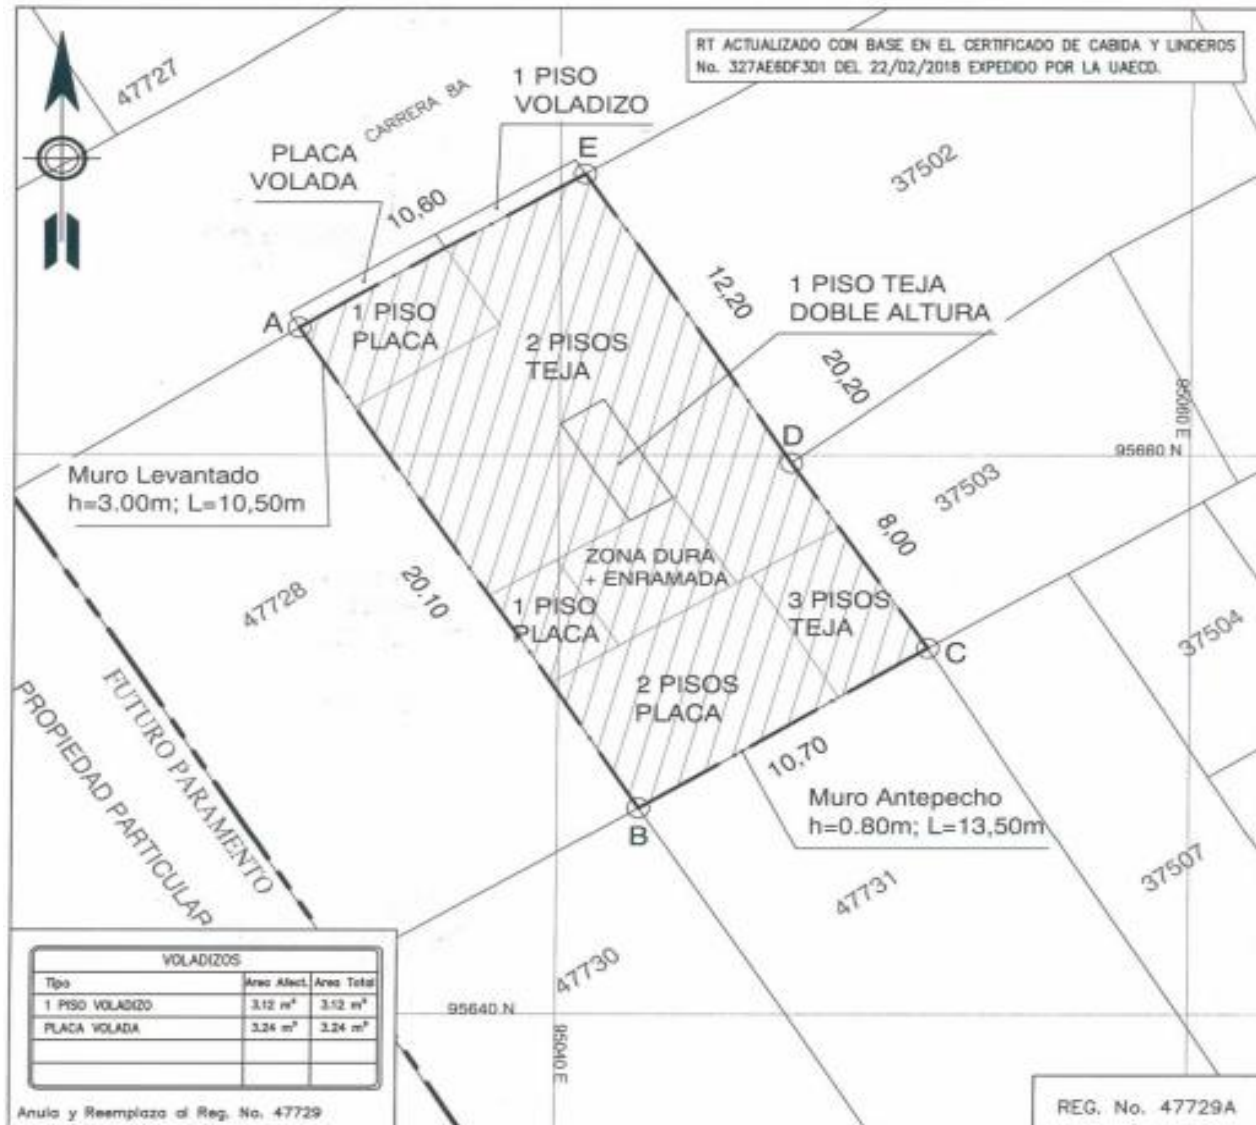 RT ACTUALIZADO CON BASE EN EL CERTIFICADO DE CABIDA Y LINDEROS
No. 327AE6DF3D1 DEL 22/02/2018 EXPEDIDO POR LA UAECD.
47727
CARRERA 8A
1 PISO
VOLADIZO
PLACA
VOLADA
E
10,60
37502
A
1 PISO
PLACA
2 PISOS
TEJA
12,20
1 PISO TEJA
DOBLE ALTURA
20,20
95060 E
D
95660 N
Muro Levantado
h=3.00m; L=10,50m
37503
8,00
47728
20,10
ZONA DURA
+ ENRAMADA
1 PISO
PLACA
3 PISOS
TEJA
C
37504
FUTURO PARAMENTO
PROPIEDAD PARTICULAR
2 PISOS
PLACA
10,70
B
Muro Antepecho
h=0.80m; L=13,50m
47731
37507
47730
95640 N
95040 E
VOLADIZOS
Tipo Area Afect. Area Total
1 PISO VOLADIZO 3.12 m² 3.12 m²
PLACA VOLADA 3.24 m² 3.24 m²
Anula y Reemplaza al Reg. No. 47729
REG. No. 47729A